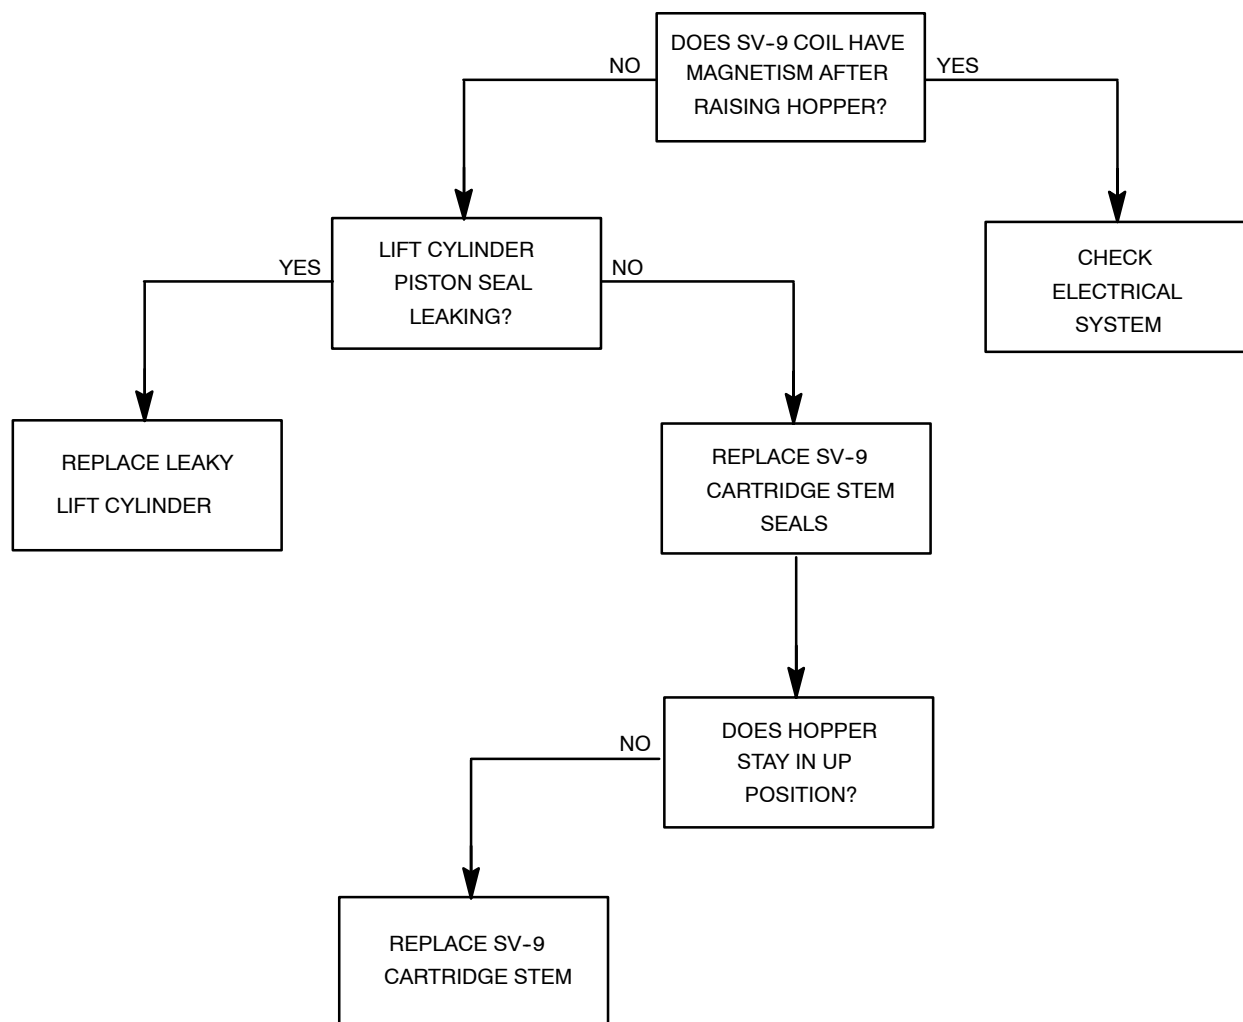 DOES SV-9 COIL HAVE
MAGNETISM AFTER
RAISING HOPPER?
NO
YES
LIFT CYLINDER
PISTON SEAL
LEAKING?
YES
NO
CHECK
ELECTRICAL
SYSTEM
REPLACE LEAKY
LIFT CYLINDER
REPLACE SV-9
CARTRIDGE STEM
SEALS
DOES HOPPER
STAY IN UP
POSITION?
NO
REPLACE SV-9
CARTRIDGE STEM